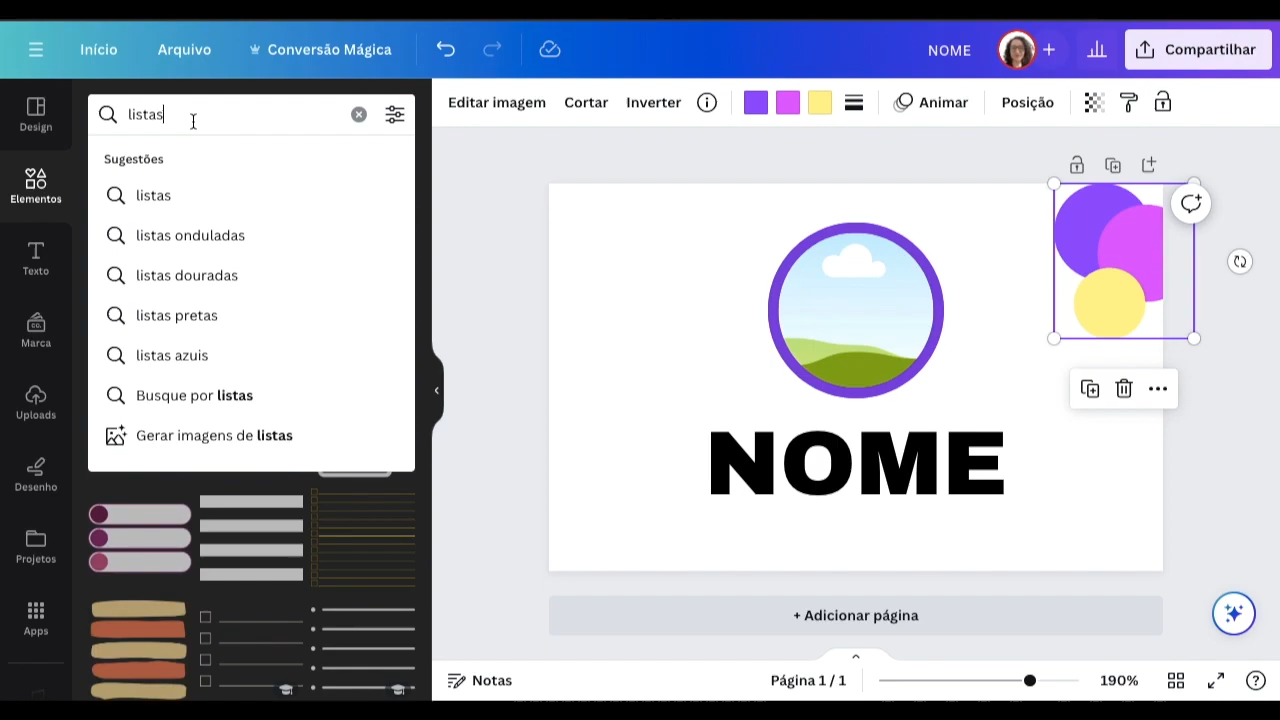 Início Arquivo Conversão Mágica NOME Compartilhar
Design
Elementos
Texto
CO.
Marca
Uploads
Desenho
Projetos
Apps
listas
Sugestões
listas
listas onduladas
listas douradas
listas pretas
listas azuis
Busque por listas
Gerar imagens de listas
Editar imagem Cortar Inverter Animar Posição
NOME
+ Adicionar página
Notas Página 1 / 1 190%